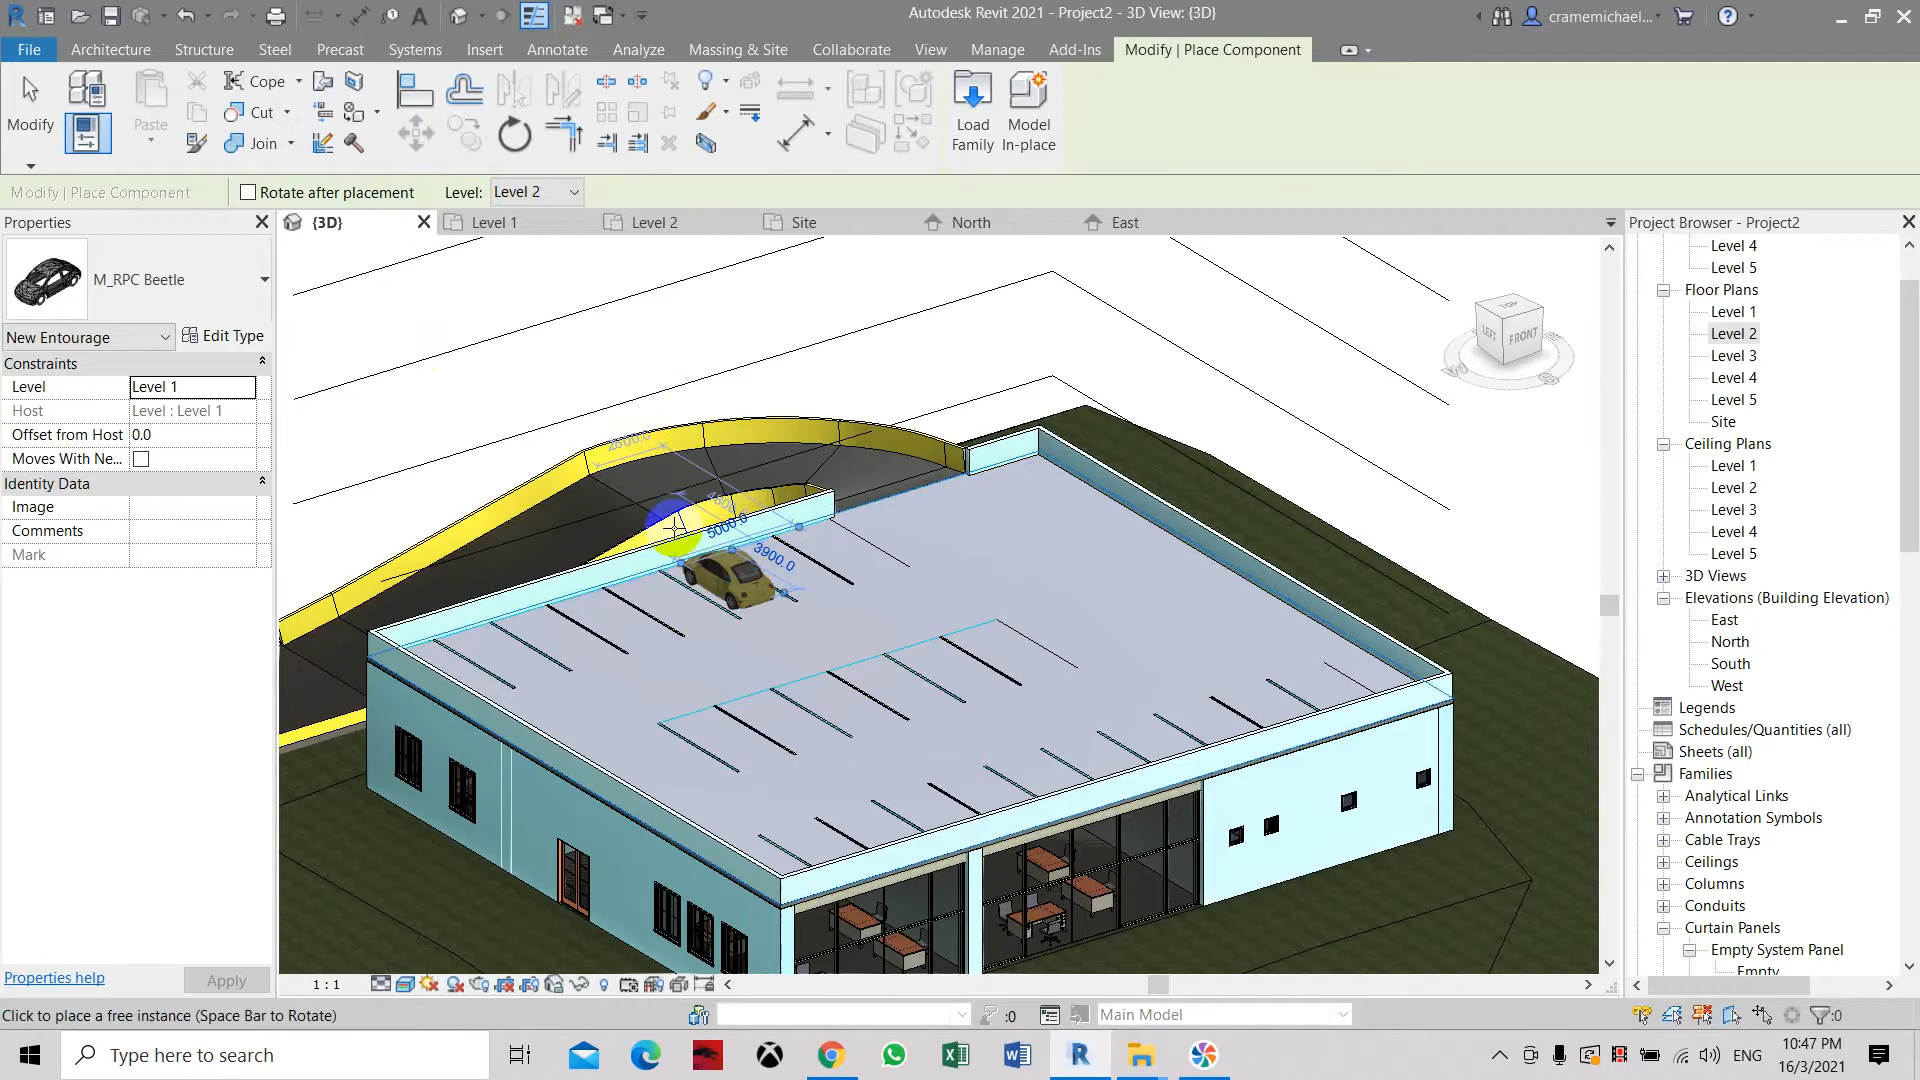 Autodesk Revit 2021 - Project2 - 3D View: {3D}
cramemichael...
File Architecture Structure Steel Precast Systems Insert Annotate Analyze Massing & Site Collaborate View Manage Add-Ins Modify | Place Component
Modify
Paste
Cope
Cut
Join
Load Family
Model In-place
Modify | Place Component
Rotate after placement
Level: Level 2
Properties
{3D} Level 1 Level 2 Site North East
Project Browser - Project2
M_RPC Beetle
New Entourage
Edit Type
Constraints
Level Level 1
Host Level : Level 1
Offset from Host 0.0
Moves With Ne...
Identity Data
Image
Comments
Mark
Properties help
Apply
TOP
LEFT
FRONT
W
S
2800.0
5000.0
3900.0
Level 4
Level 5
Floor Plans
Level 1
Level 2
Level 3
Level 4
Level 5
Site
Ceiling Plans
Level 1
Level 2
Level 3
Level 4
Level 5
3D Views
Elevations (Building Elevation)
East
North
South
West
Legends
Schedules/Quantities (all)
Sheets (all)
Families
Analytical Links
Annotation Symbols
Cable Trays
Ceilings
Columns
Conduits
Curtain Panels
Empty System Panel
Empty
1 : 1
Click to place a free instance (Space Bar to Rotate)
:0
Main Model
:0
Type here to search
ENG
10:47 PM
16/3/2021